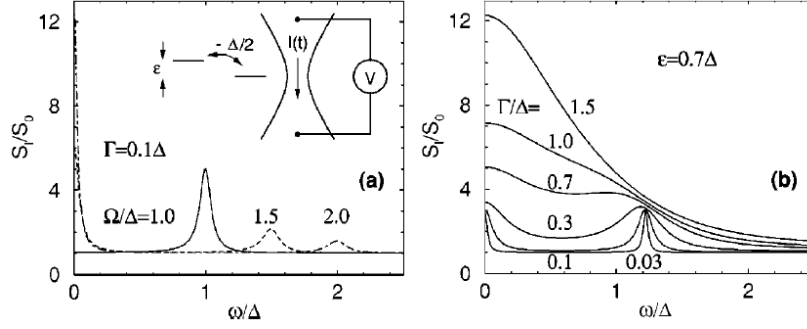 12
8
4
0
S_I/S_0
ε
- Δ/2
I(t)
V
Γ=0.1Δ
(a)
Ω/Δ=1.0
1.5
2.0
0
1
2
ω/Δ
12
8
4
0
S_I/S_0
ε=0.7Δ
Γ/Δ=
1.5
1.0
0.7
(b)
0.3
0.1
0.03
0
1
2
ω/Δ